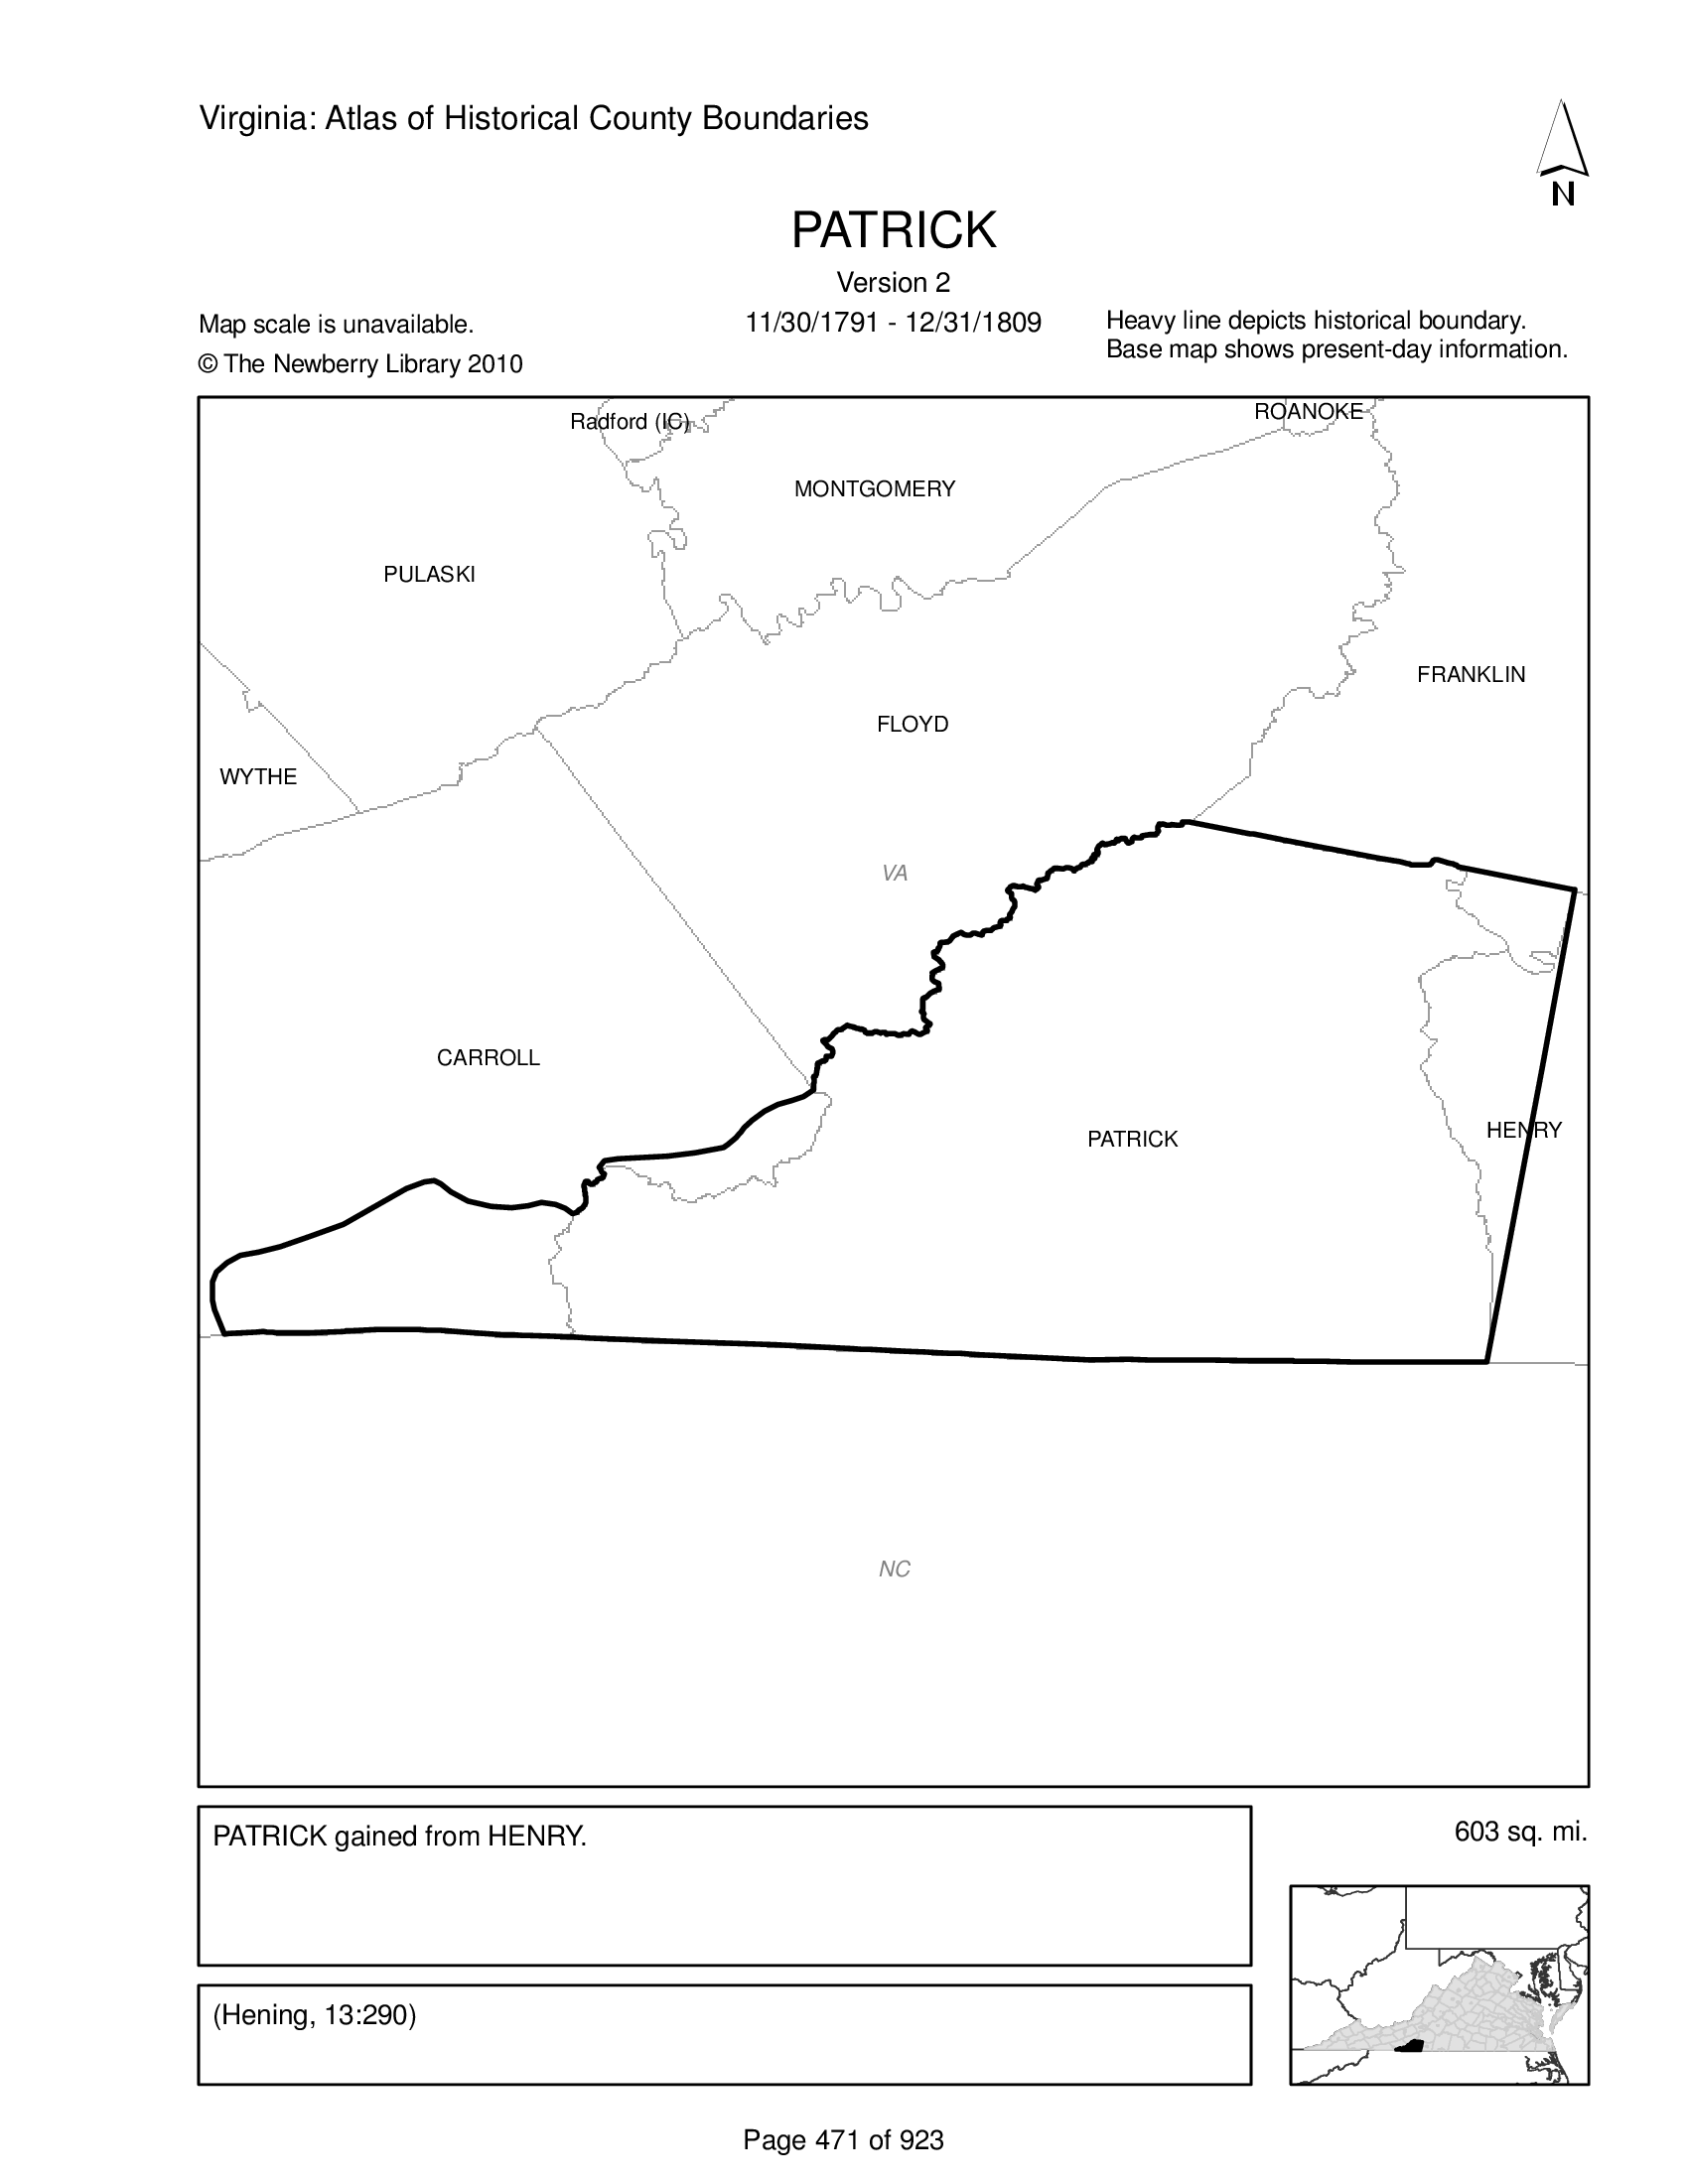 Virginia: Atlas of Historical County Boundaries
N
PATRICK
Version 2
11/30/1791 - 12/31/1809
Map scale is unavailable.
© The Newberry Library 2010
Heavy line depicts historical boundary.
Base map shows present-day information.
Radford (IC)
ROANOKE
MONTGOMERY
PULASKI
FRANKLIN
FLOYD
WYTHE
VA
CARROLL
HENRY
PATRICK
NC
PATRICK gained from HENRY.
603 sq. mi.
(Hening, 13:290)
Page 471 of 923